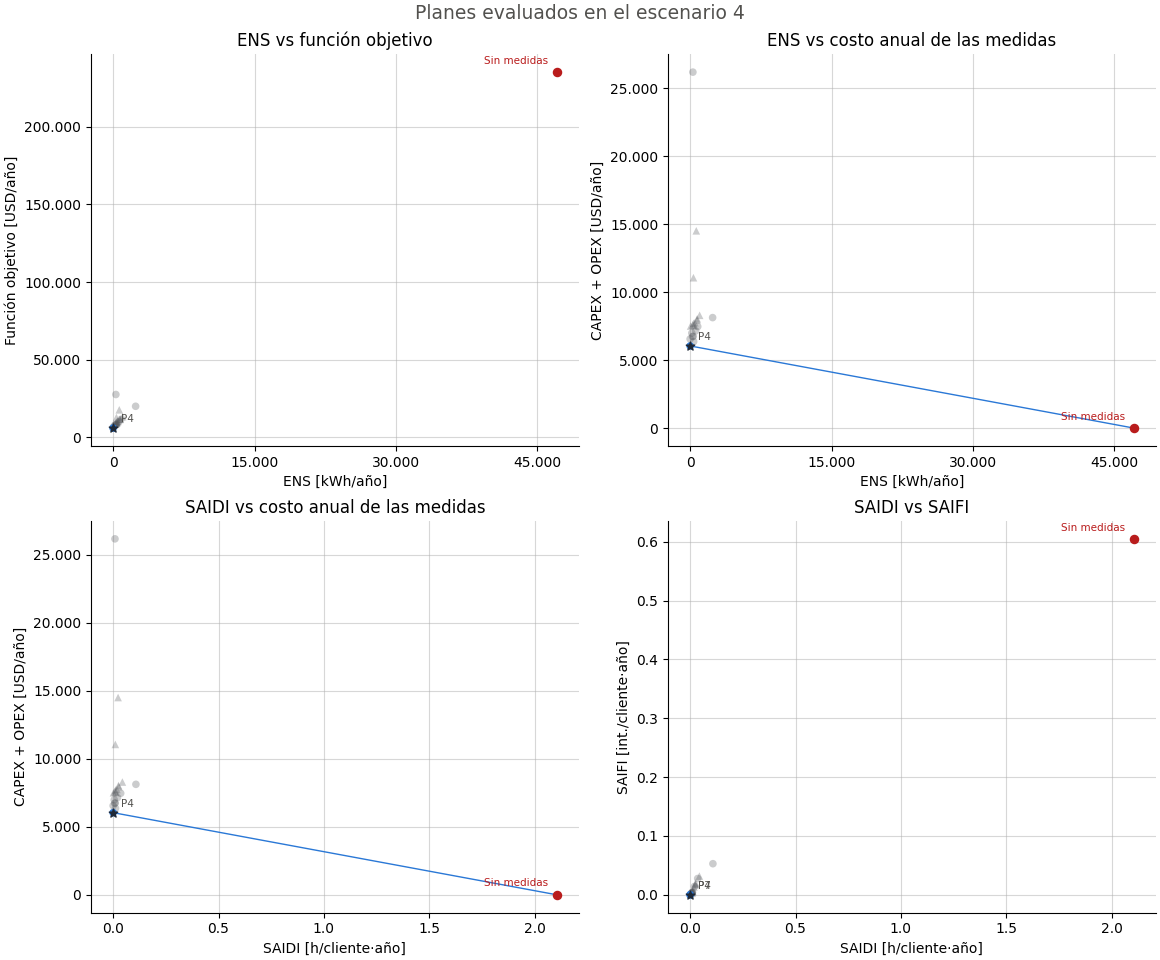 Planes evaluados en el escenario 4
ENS vs función objetivo
Sin medidas
Función objetivo [USD/año]
200.000
150.000
100.000
50.000
0
P4
0
15.000
30.000
45.000
ENS [kWh/año]
ENS vs costo anual de las medidas
CAPEX + OPEX [USD/año]
25.000
20.000
15.000
10.000
5.000
0
P4
Sin medidas
0
15.000
30.000
45.000
ENS [kWh/año]
SAIDI vs costo anual de las medidas
CAPEX + OPEX [USD/año]
25.000
20.000
15.000
10.000
5.000
0
P4
Sin medidas
0.0
0.5
1.0
1.5
2.0
SAIDI [h/cliente·año]
SAIDI vs SAIFI
Sin medidas
SAIFI [int./cliente·año]
0.6
0.5
0.4
0.3
0.2
0.1
0.0
0.0
0.5
1.0
1.5
2.0
SAIDI [h/cliente·año]